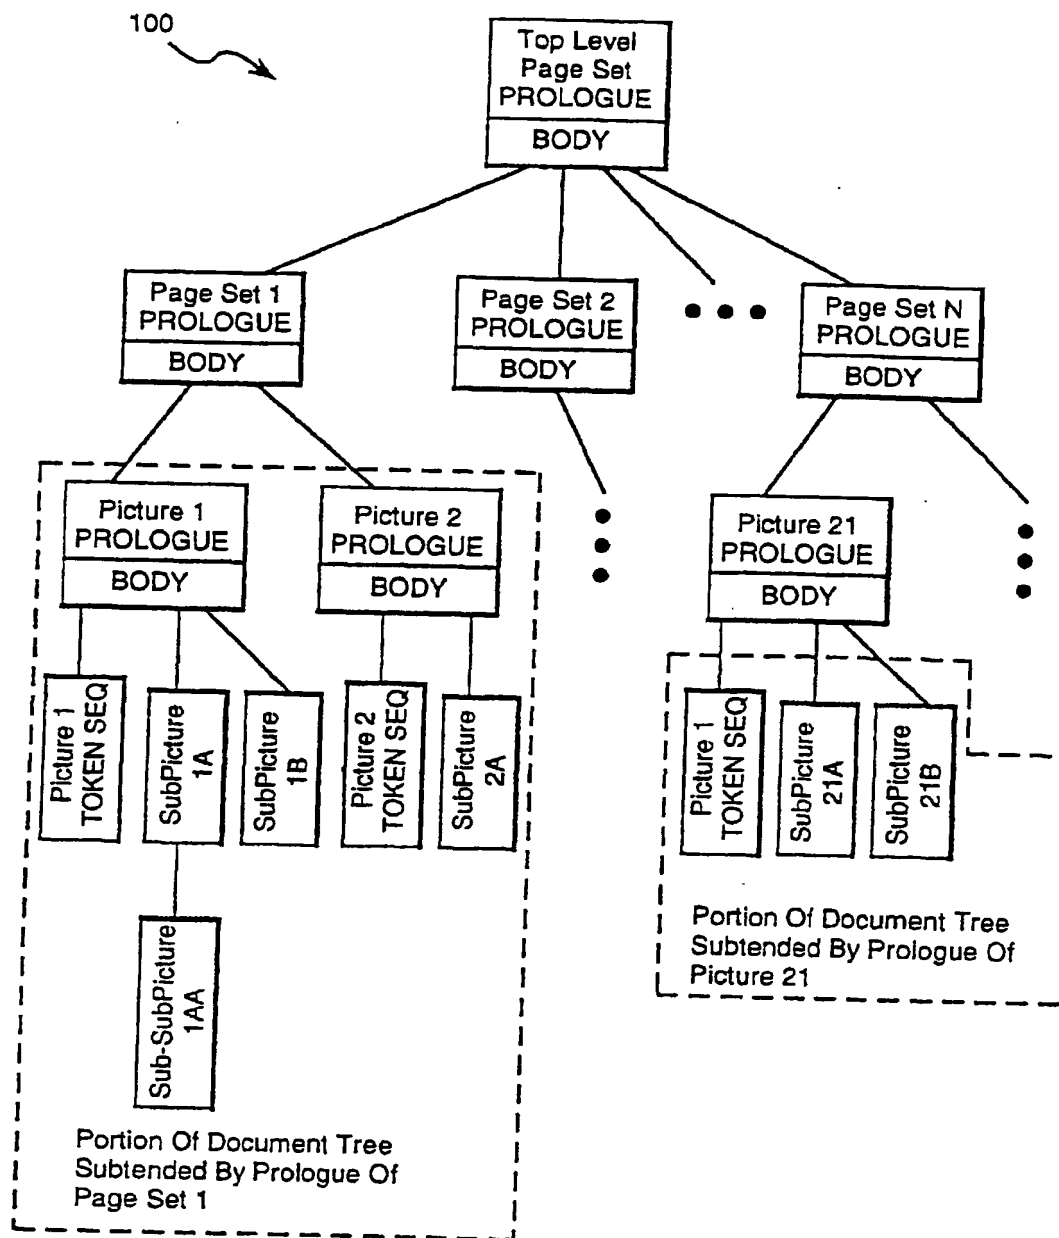 100
Top Level
Page Set
PROLOGUE
BODY
Page Set 1
PROLOGUE
BODY
Page Set 2
PROLOGUE
BODY
Page Set N
PROLOGUE
BODY
Picture 1
PROLOGUE
BODY
Picture 2
PROLOGUE
BODY
Picture 21
PROLOGUE
BODY
Picture 1
TOKEN SEQ
SubPicture
1A
SubPicture
1B
Picture 2
TOKEN SEQ
SubPicture
2A
Picture 1
TOKEN SEQ
SubPicture
21A
SubPicture
21B
Sub-SubPicture
1AA
Portion Of Document Tree
Subtended By Prologue Of
Picture 21
Portion Of Document Tree
Subtended By Prologue Of
Page Set 1